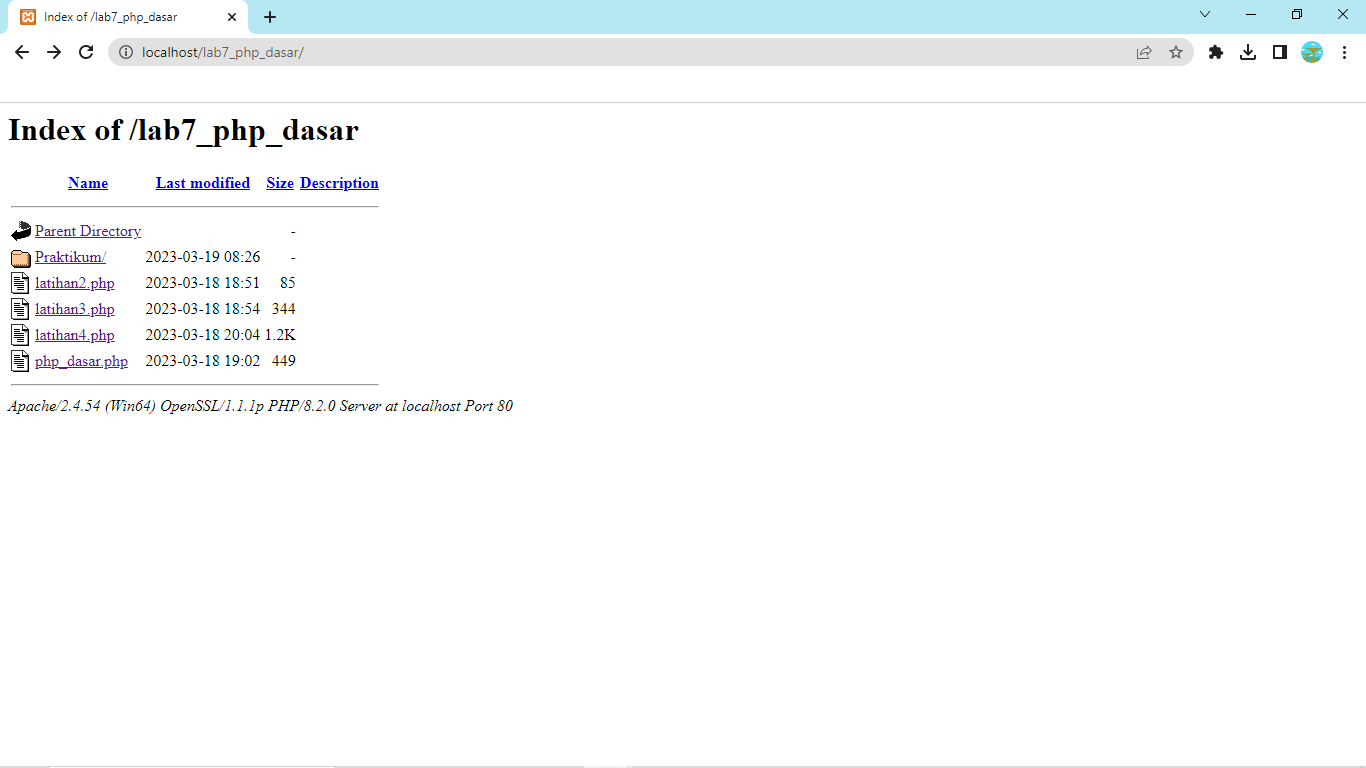 Index of /lab7_php_dasar
localhost/lab7_php_dasar/
Index of /lab7_php_dasar
Name Last modified Size Description
Parent Directory -
Praktikum/ 2023-03-19 08:26 -
latihan2.php 2023-03-18 18:51 85
latihan3.php 2023-03-18 18:54 344
latihan4.php 2023-03-18 20:04 1.2K
php_dasar.php 2023-03-18 19:02 449
Apache/2.4.54 (Win64) OpenSSL/1.1.1p PHP/8.2.0 Server at localhost Port 80